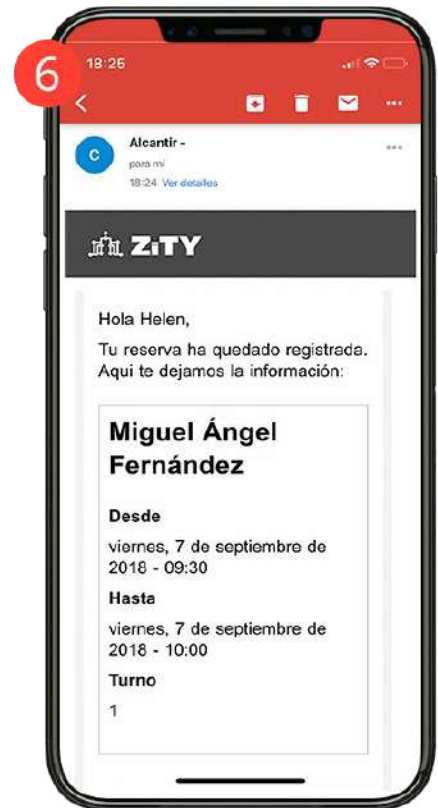 6
18:25
Alcantir -
para mí
18:24 Ver detalles
C
ZiTY
Hola Helen,
Tu reserva ha quedado registrada.
Aqui te dejamos la información:
Miguel Ángel
Fernández
Desde
viernes, 7 de septiembre de
2018 - 09:30
Hasta
viernes, 7 de septiembre de
2018 - 10:00
Turno
1